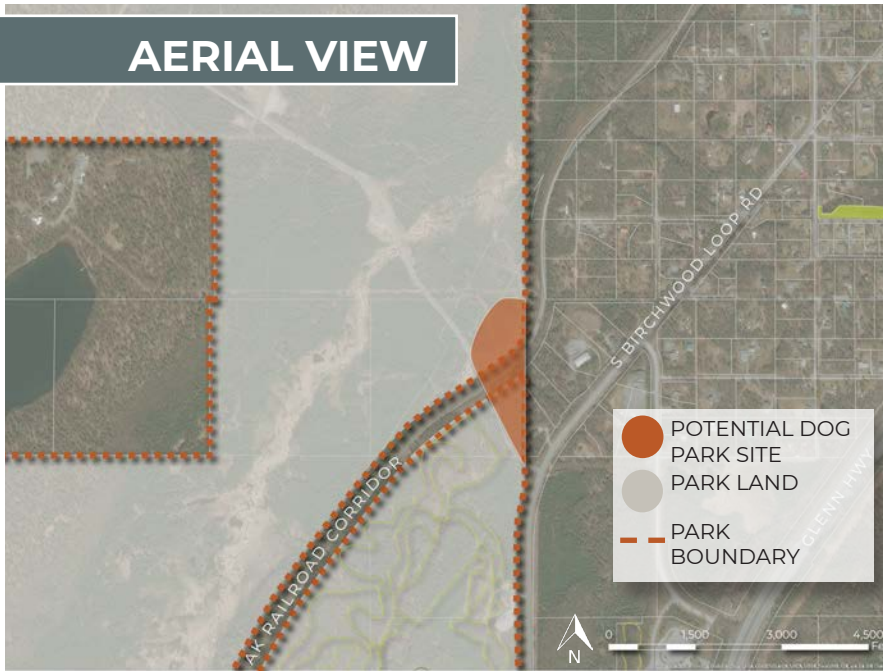 AERIAL VIEW
S BIRCHWOOD LOOP RD
AK RAILROAD CORRIDOR
GLENN HWY
POTENTIAL DOG
PARK SITE
PARK LAND
PARK
BOUNDARY
N
0 1,500 3,000 4,500
Fe